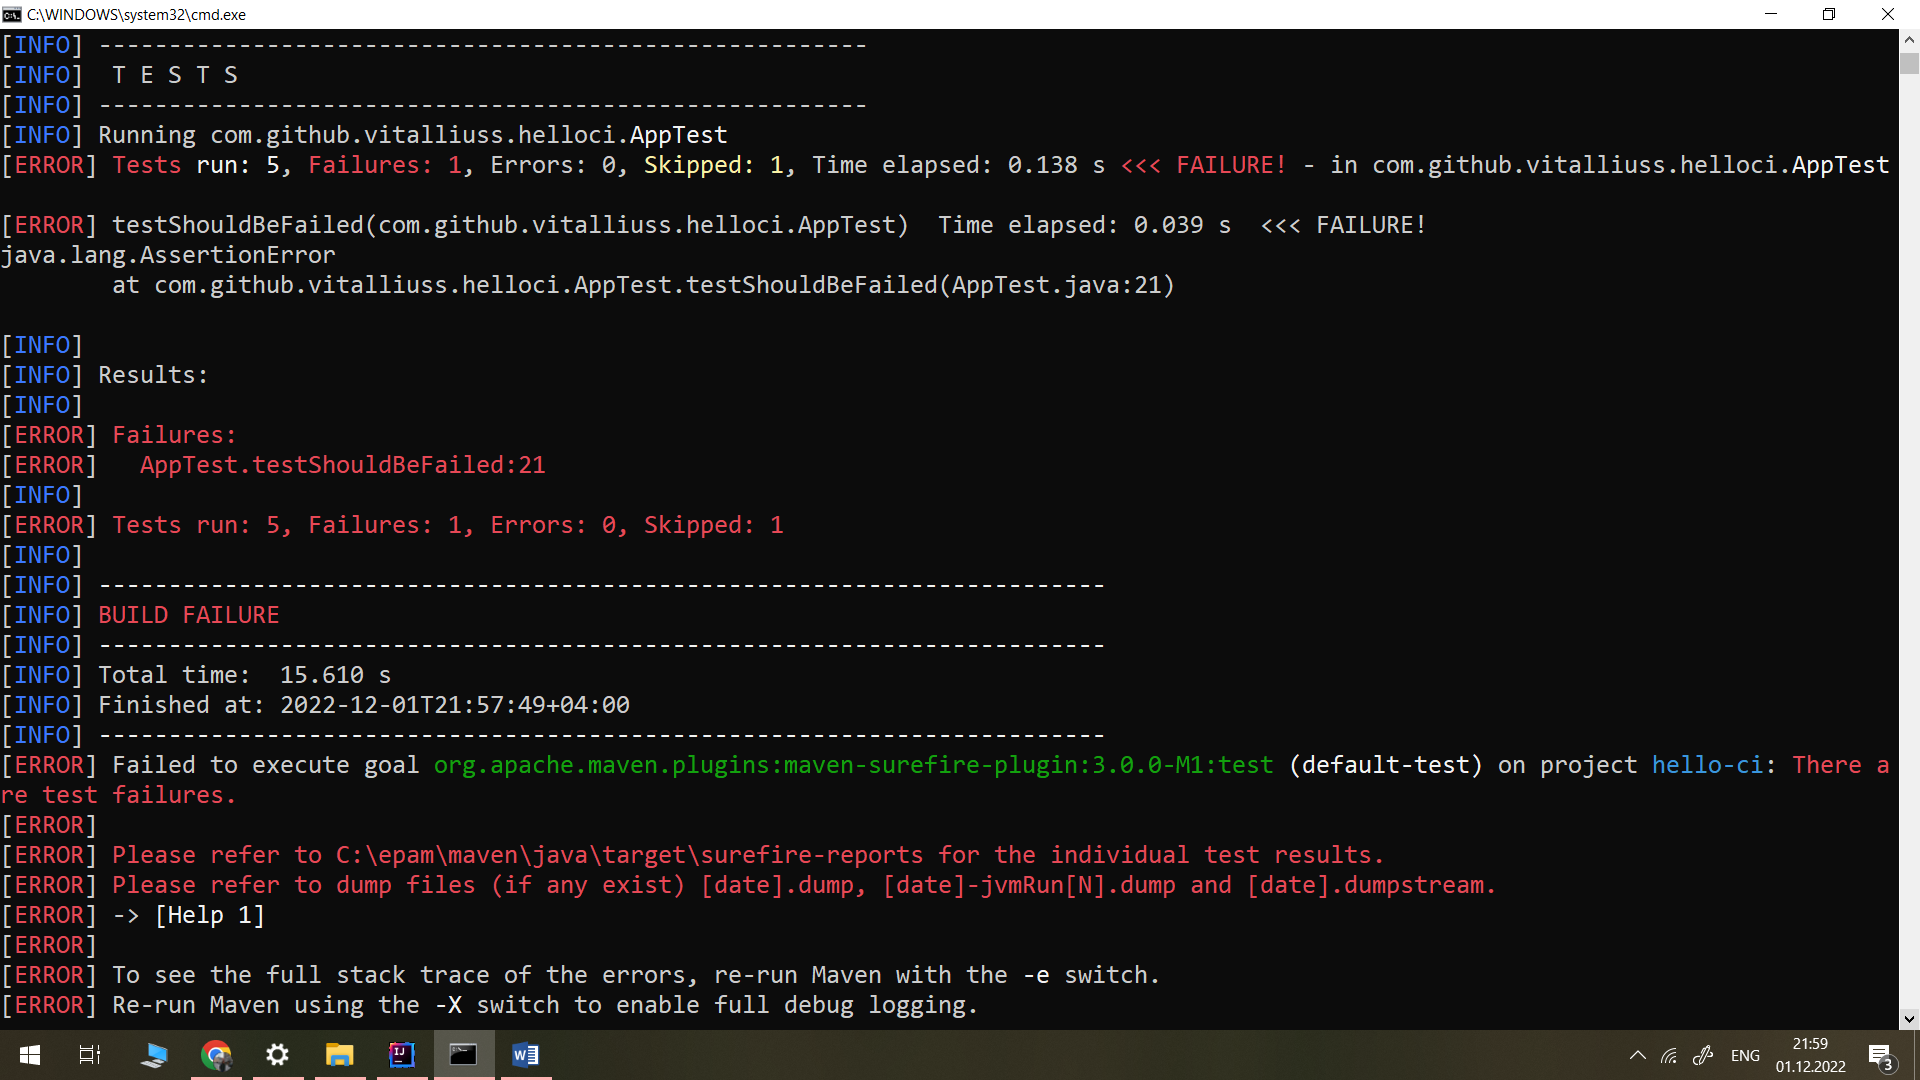 C:\WINDOWS\system32\cmd.exe
[INFO] -------------------------------------------------------
[INFO]  T E S T S
[INFO] -------------------------------------------------------
[INFO] Running com.github.vitalliuss.helloci.AppTest
[ERROR] Tests run: 5, Failures: 1, Errors: 0, Skipped: 1, Time elapsed: 0.138 s <<< FAILURE! - in com.github.vitalliuss.helloci.AppTest
[ERROR] testShouldBeFailed(com.github.vitalliuss.helloci.AppTest)  Time elapsed: 0.039 s  <<< FAILURE!
java.lang.AssertionError
        at com.github.vitalliuss.helloci.AppTest.testShouldBeFailed(AppTest.java:21)
[INFO]
[INFO] Results:
[INFO]
[ERROR] Failures:
[ERROR]   AppTest.testShouldBeFailed:21
[INFO]
[ERROR] Tests run: 5, Failures: 1, Errors: 0, Skipped: 1
[INFO]
[INFO] ------------------------------------------------------------------------
[INFO] BUILD FAILURE
[INFO] ------------------------------------------------------------------------
[INFO] Total time:  15.610 s
[INFO] Finished at: 2022-12-01T21:57:49+04:00
[INFO] ------------------------------------------------------------------------
[ERROR] Failed to execute goal org.apache.maven.plugins:maven-surefire-plugin:3.0.0-M1:test (default-test) on project hello-ci: There a
re test failures.
[ERROR]
[ERROR] Please refer to C:\epam\maven\java\target\surefire-reports for the individual test results.
[ERROR] Please refer to dump files (if any exist) [date].dump, [date]-jvmRun[N].dump and [date].dumpstream.
[ERROR] -> [Help 1]
[ERROR]
[ERROR] To see the full stack trace of the errors, re-run Maven with the -e switch.
[ERROR] Re-run Maven using the -X switch to enable full debug logging.
ENG
21:59
01.12.2022
3